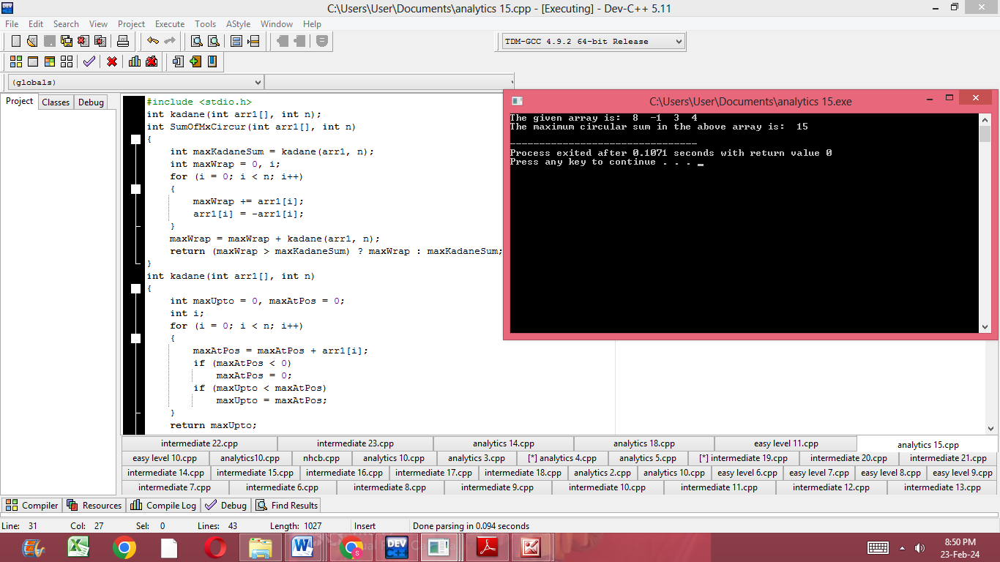 C:\Users\User\Documents\analytics 15.cpp - [Executing] - Dev-C++ 5.11
File Edit Search View Project Execute Tools AStyle Window Help
TDM-GCC 4.9.2 64-bit Release
(globals)
Project Classes Debug
#include <stdio.h>
int kadane(int arr1[], int n);
int SumOfMxCircur(int arr1[], int n)
{
int maxKadaneSum = kadane(arr1, n);
int maxWrap = 0, i;
for (i = 0; i < n; i++)
{
maxWrap += arr1[i];
arr1[i] = -arr1[i];
}
maxWrap = maxWrap + kadane(arr1, n);
return (maxWrap > maxKadaneSum) ? maxWrap : maxKadaneSum;
}
int kadane(int arr1[], int n)
{
int maxUpto = 0, maxAtPos = 0;
int i;
for (i = 0; i < n; i++)
{
maxAtPos = maxAtPos + arr1[i];
if (maxAtPos < 0)
maxAtPos = 0;
if (maxUpto < maxAtPos)
maxUpto = maxAtPos;
}
return maxUpto;
C:\Users\User\Documents\analytics 15.exe
The given array is:  8  -1  3  4
The maximum circular sum in the above array is:  15
--------------------------------
Process exited after 0.1071 seconds with return value 0
Press any key to continue . . . _
intermediate 22.cpp intermediate 23.cpp analytics 14.cpp analytics 18.cpp easy level 11.cpp analytics 15.cpp
easy level 10.cpp analytics10.cpp nhcb.cpp analytics 10.cpp analytics 3.cpp [*] analytics 4.cpp analytics 5.cpp [*] intermediate 19.cpp intermediate 20.cpp intermediate 21.cpp
intermediate 14.cpp intermediate 15.cpp intermediate 16.cpp intermediate 17.cpp intermediate 18.cpp analytics 2.cpp analytics 10.cpp easy level 6.cpp easy level 7.cpp easy level 8.cpp easy level 9.cpp
intermediate 7.cpp intermediate 6.cpp intermediate 8.cpp intermediate 9.cpp intermediate 10.cpp intermediate 11.cpp intermediate 12.cpp intermediate 13.cpp
Compiler Resources Compile Log Debug Find Results
Line: 31 Col: 27 Sel: 0 Lines: 43 Length: 1027 Insert Done parsing in 0.094 seconds
8:50 PM
23-Feb-24